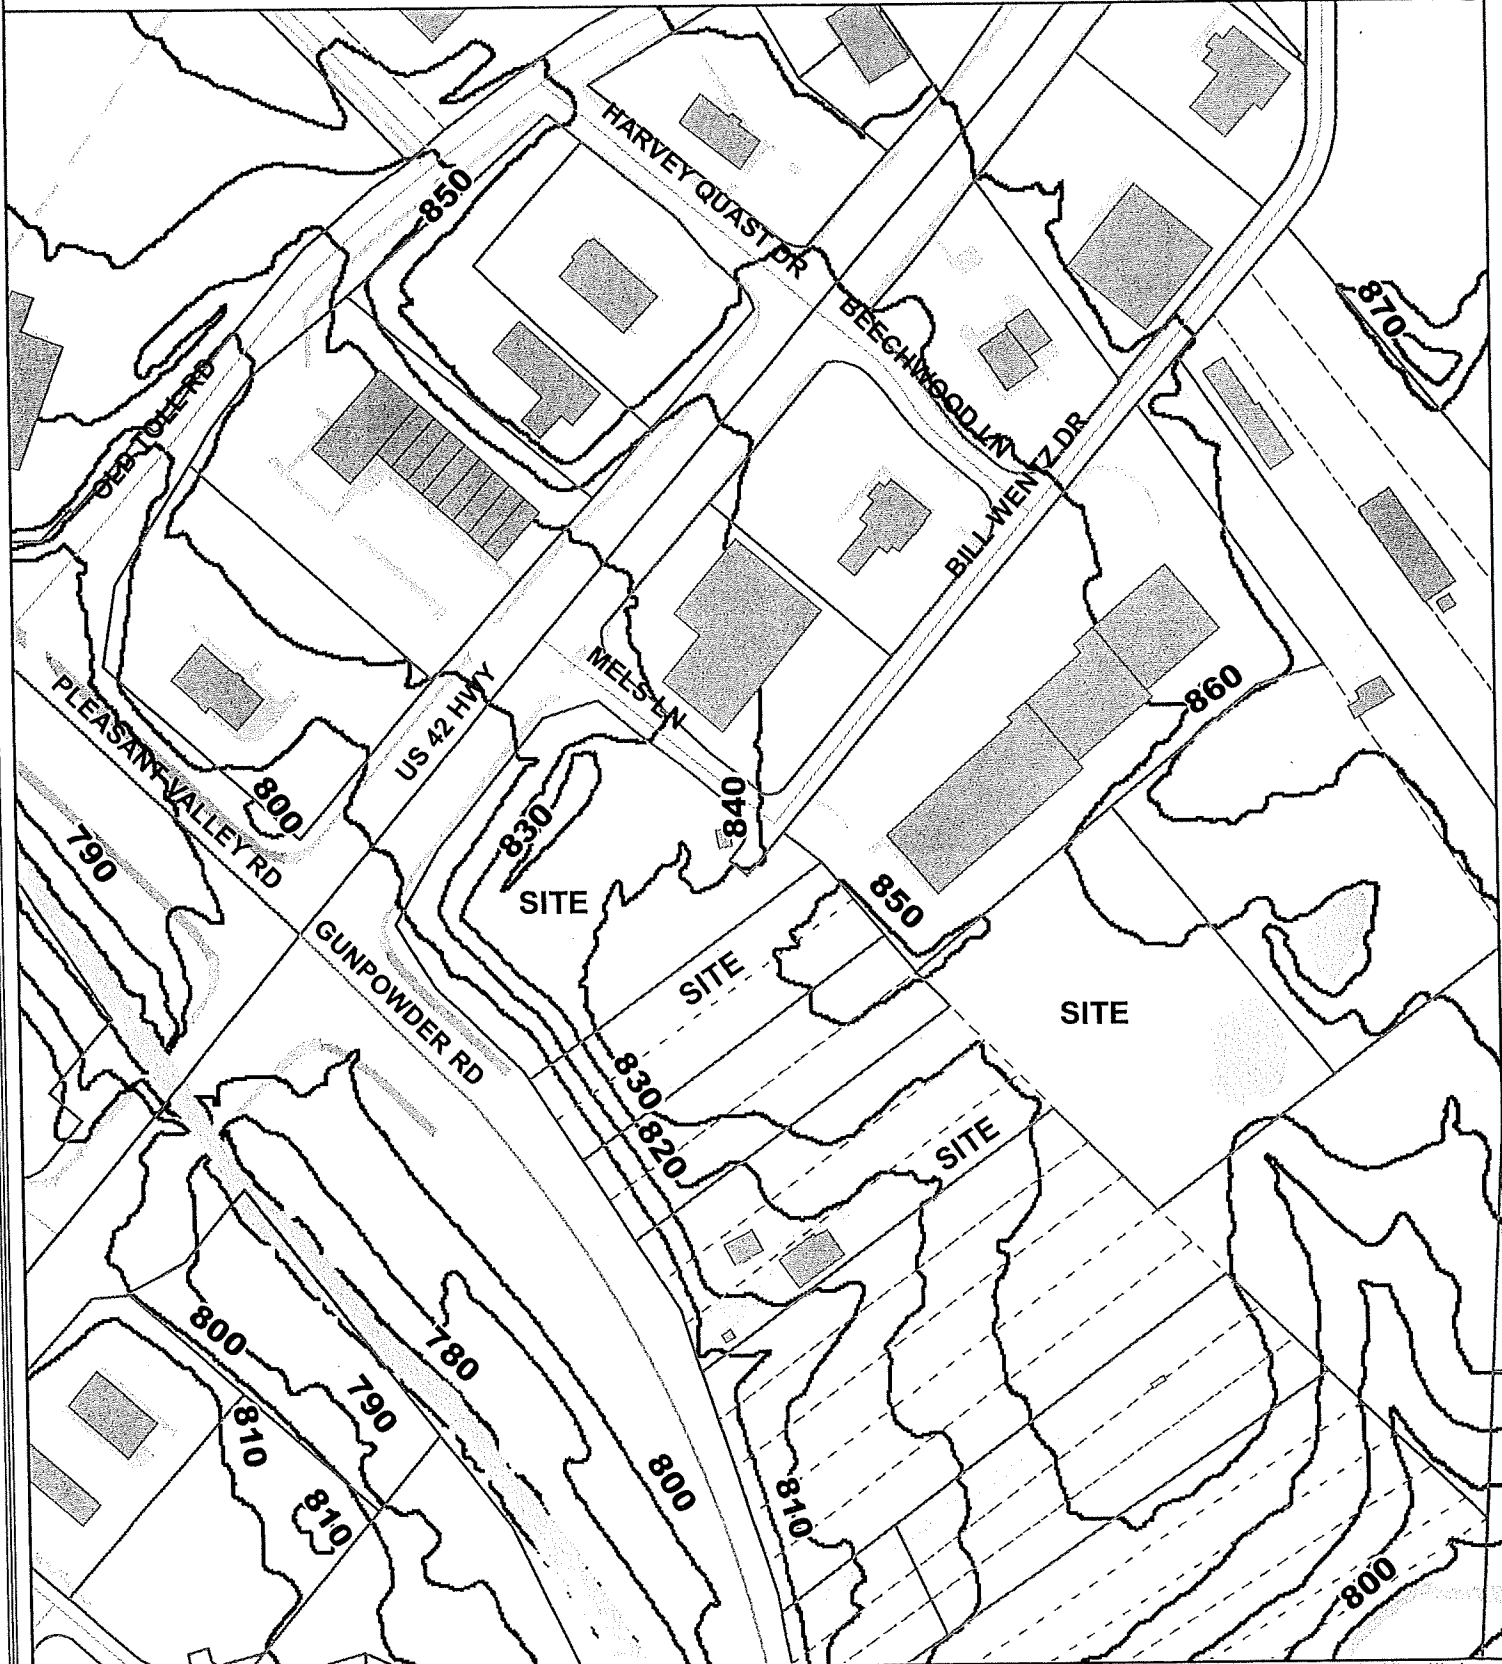 HARVEY QUAST DR
850
BEECHWOOD LN
870
OLD TOLL RD
BILL WENTZ DR
MELS LN
860
PLEASANT VALLEY RD
US 42 HWY
800
830
840
790
SITE
850
GUNPOWDER RD
SITE
SITE
830
820
SITE
800
780
790
810
800
810
810
800